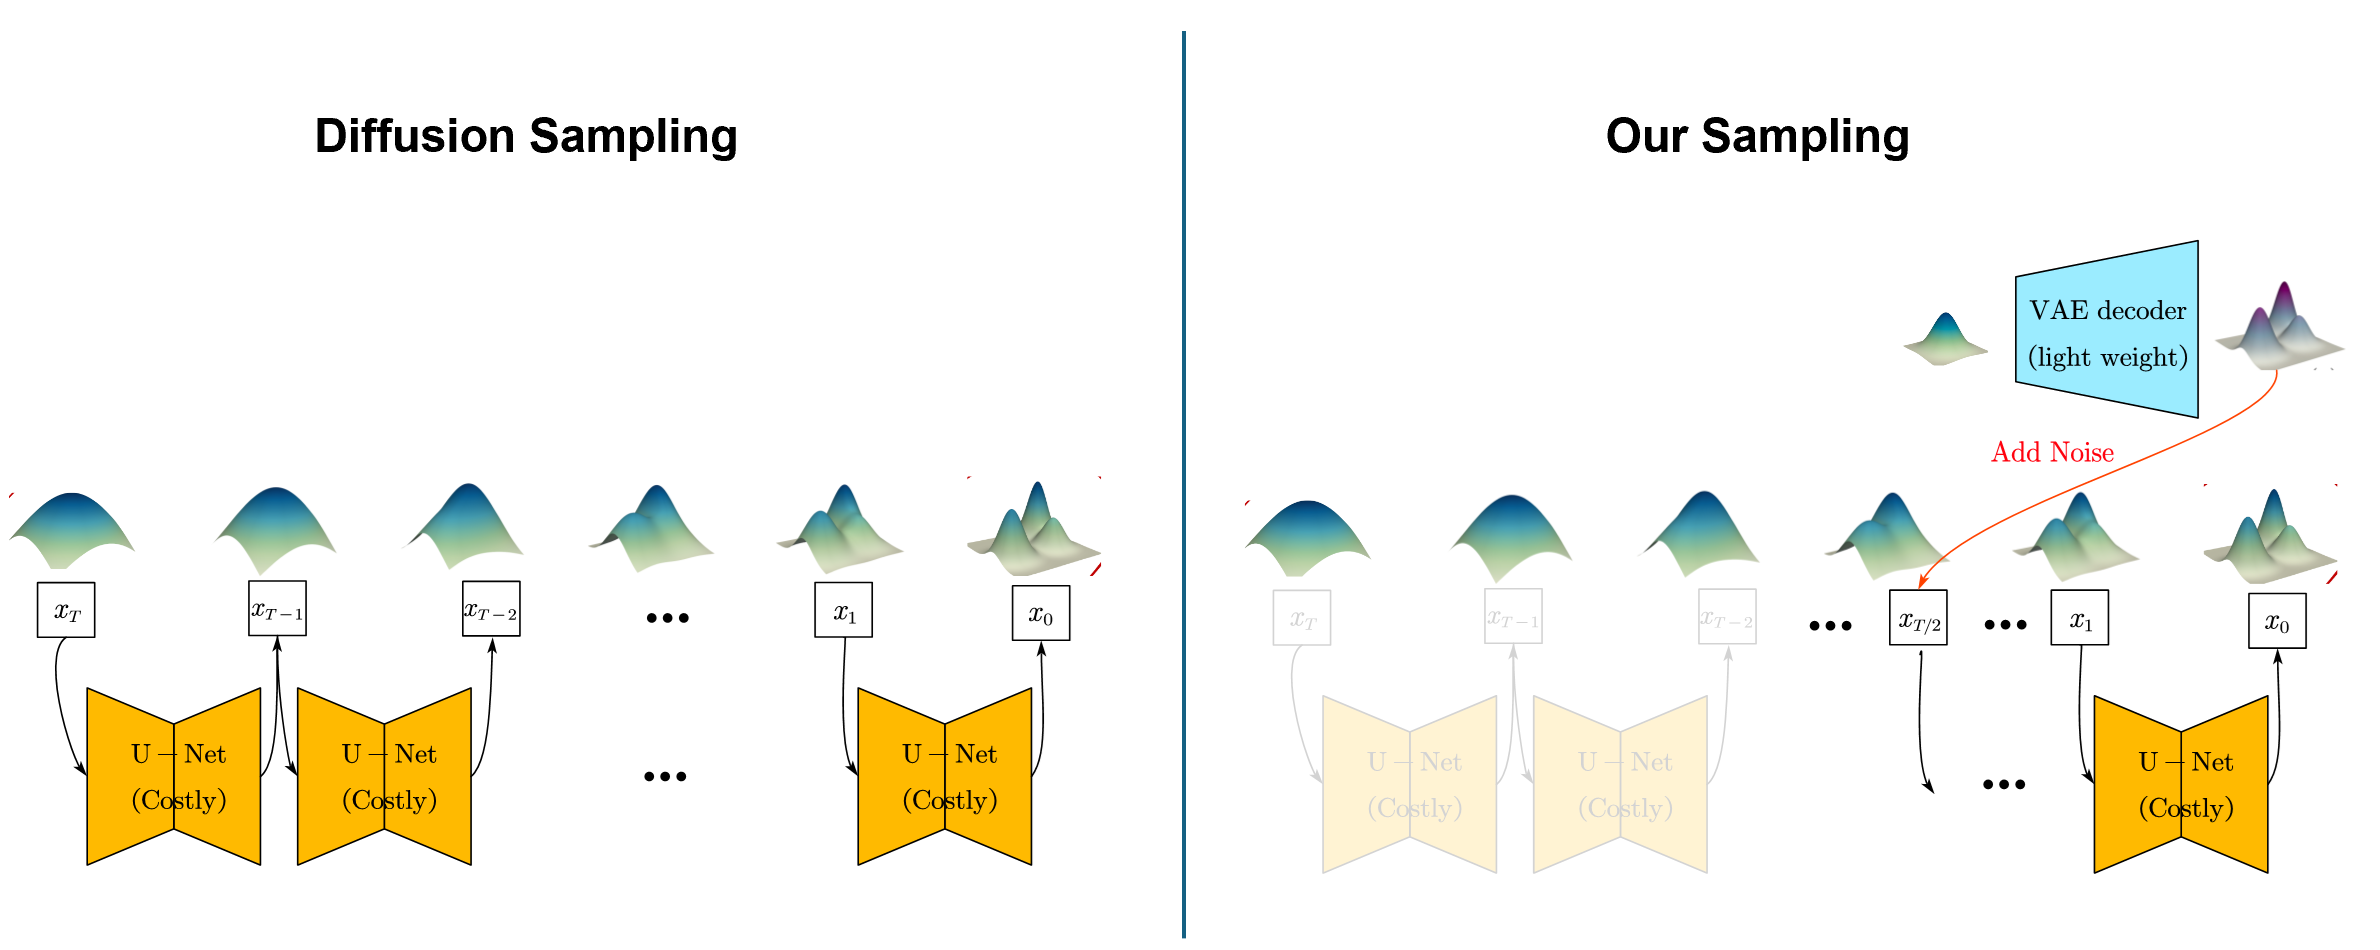 Diffusion Sampling
x_T
x_{T-1}
x_{T-2}
•••
x_1
x_0
U – Net
(Costly)
U – Net
(Costly)
•••
U – Net
(Costly)
Our Sampling
VAE decoder
(light weight)
Add Noise
x_T
x_{T-1}
x_{T-2}
•••
x_{T/2}
•••
x_1
x_0
U – Net
(Costly)
U – Net
(Costly)
•••
U – Net
(Costly)